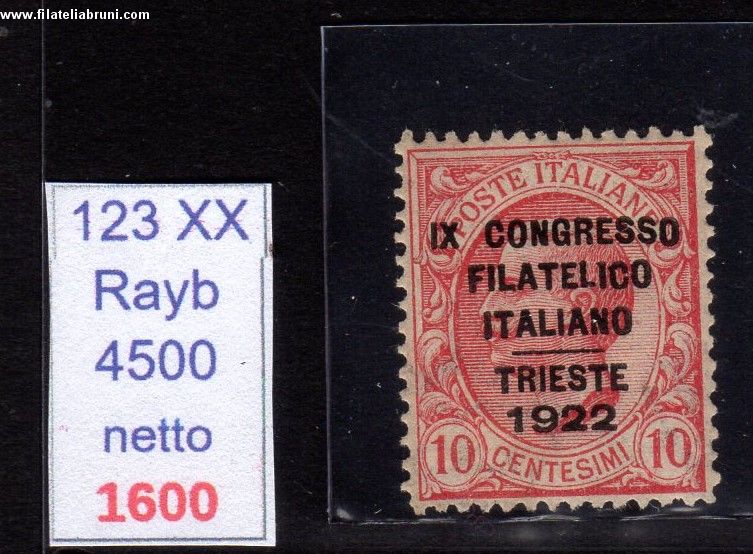 www.filateliabruni.com
123 XX
Rayb
4500
netto
1600
POSTE ITALIANE
IX CONGRESSO
FILATELICO
ITALIANO
TRIESTE
1922
10 CENTESIMI 10